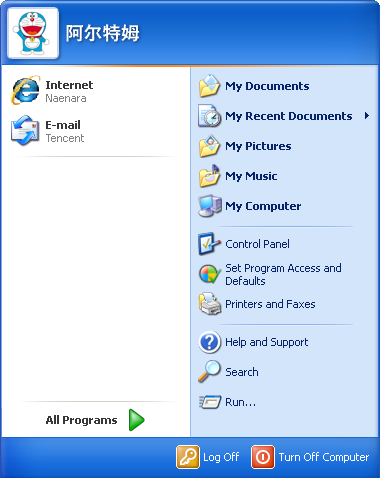 阿尔特姆
Internet
Naenara
E-mail
Tencent
All Programs
My Documents
My Recent Documents
My Pictures
My Music
My Computer
Control Panel
Set Program Access and
Defaults
Printers and Faxes
Help and Support
Search
Run...
Log Off
Turn Off Computer